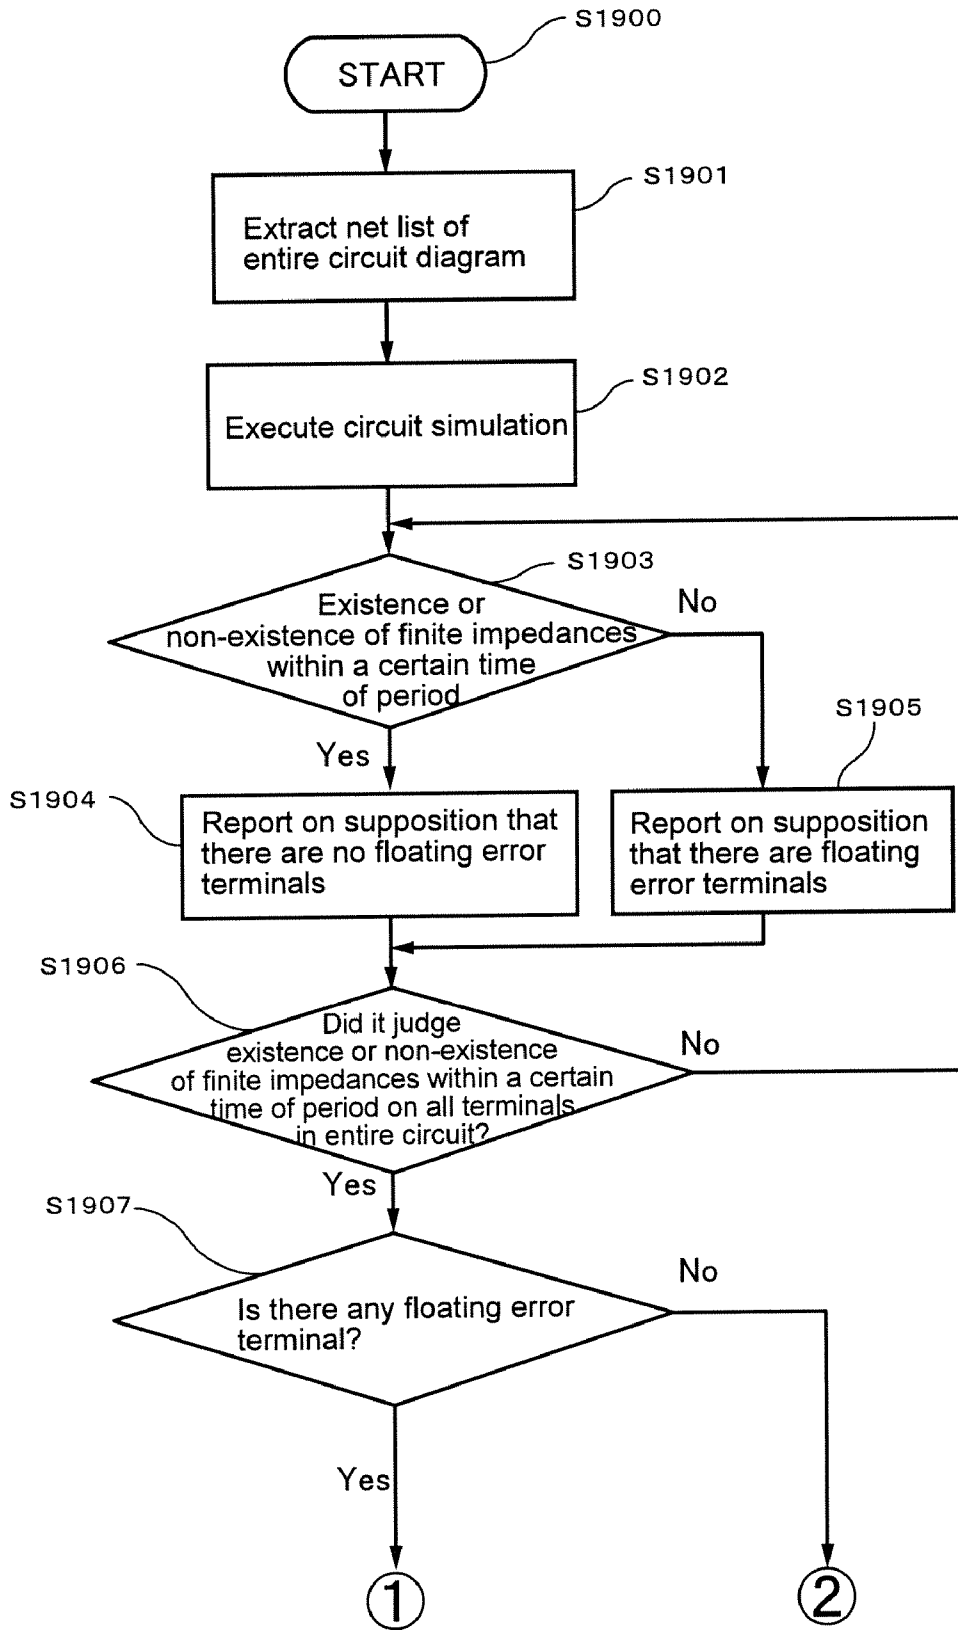 S1900
START
S1901
Extract net list of
entire circuit diagram
S1902
Execute circuit simulation
S1903
Existence or
non-existence of finite impedances
within a certain time
of period
No
Yes
S1904
Report on supposition that
there are no floating error
terminals
S1905
Report on supposition
that there are floating
error terminals
S1906
Did it judge
existence or non-existence
of finite impedances within a certain
time of period on all terminals
in entire circuit?
No
Yes
S1907
Is there any floating error
terminal?
No
Yes
1
2